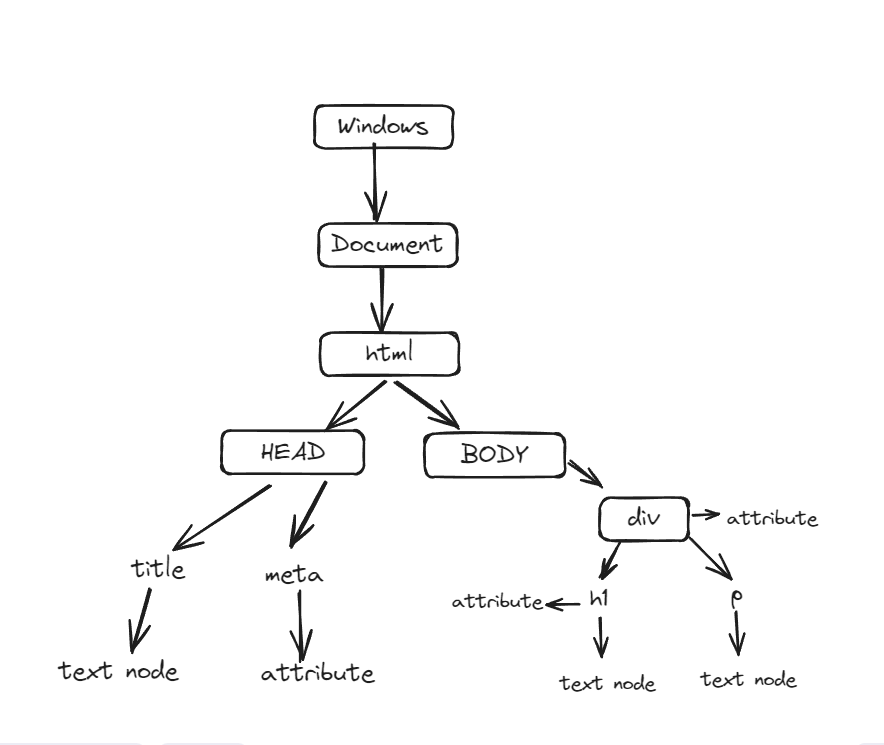 Windows
Document
html
HEAD
BODY
div
attribute
title
meta
attribute
h1
p
text node
attribute
text node
text node